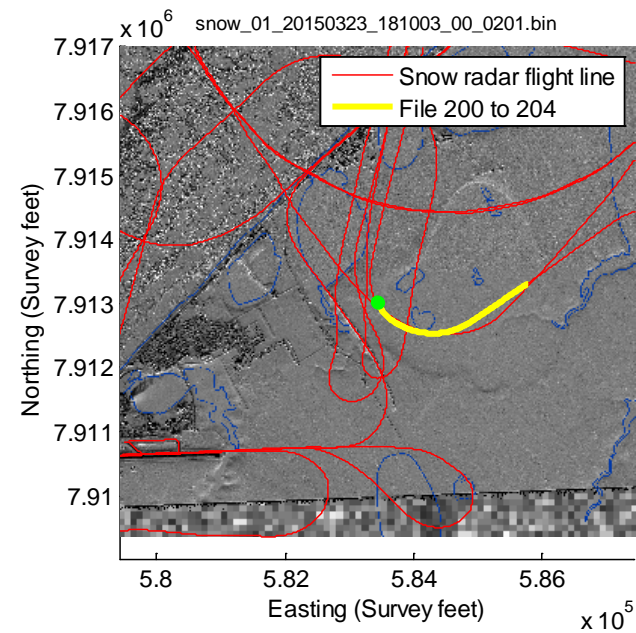 snow_01_20150323_181003_00_0201.bin
x 10^6
7.917
7.916
7.915
7.914
7.913
7.912
7.911
7.91
Northing (Survey feet)
Snow radar flight line
File 200 to 204
5.8
5.82
5.84
5.86
Easting (Survey feet)
x 10^5